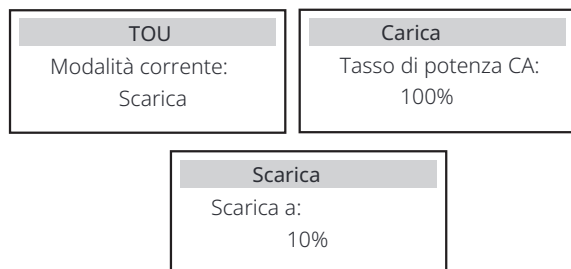 TOU
Modalità corrente:
Scarica
Carica
Tasso di potenza CA:
100%
Scarica
Scarica a:
10%